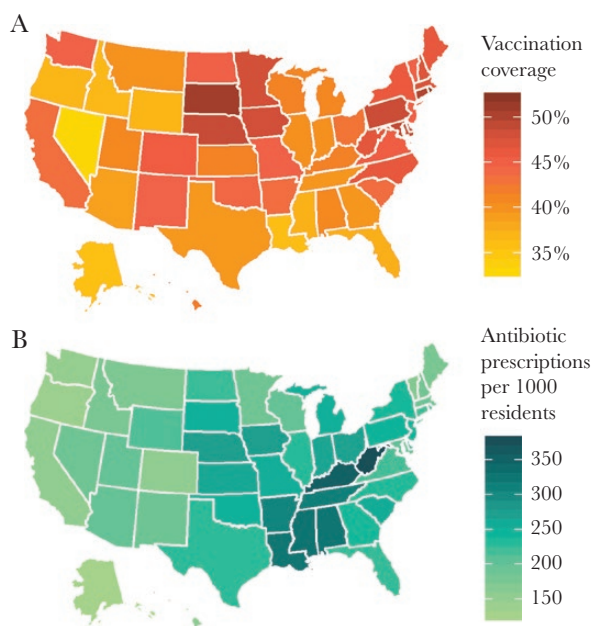 A
Vaccination
coverage
50%
45%
40%
35%
B
Antibiotic
prescriptions
per 1000
residents
350
300
250
200
150